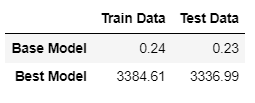 Train Data Test Data
Base Model 0.24 0.23
Best Model 3384.61 3336.99